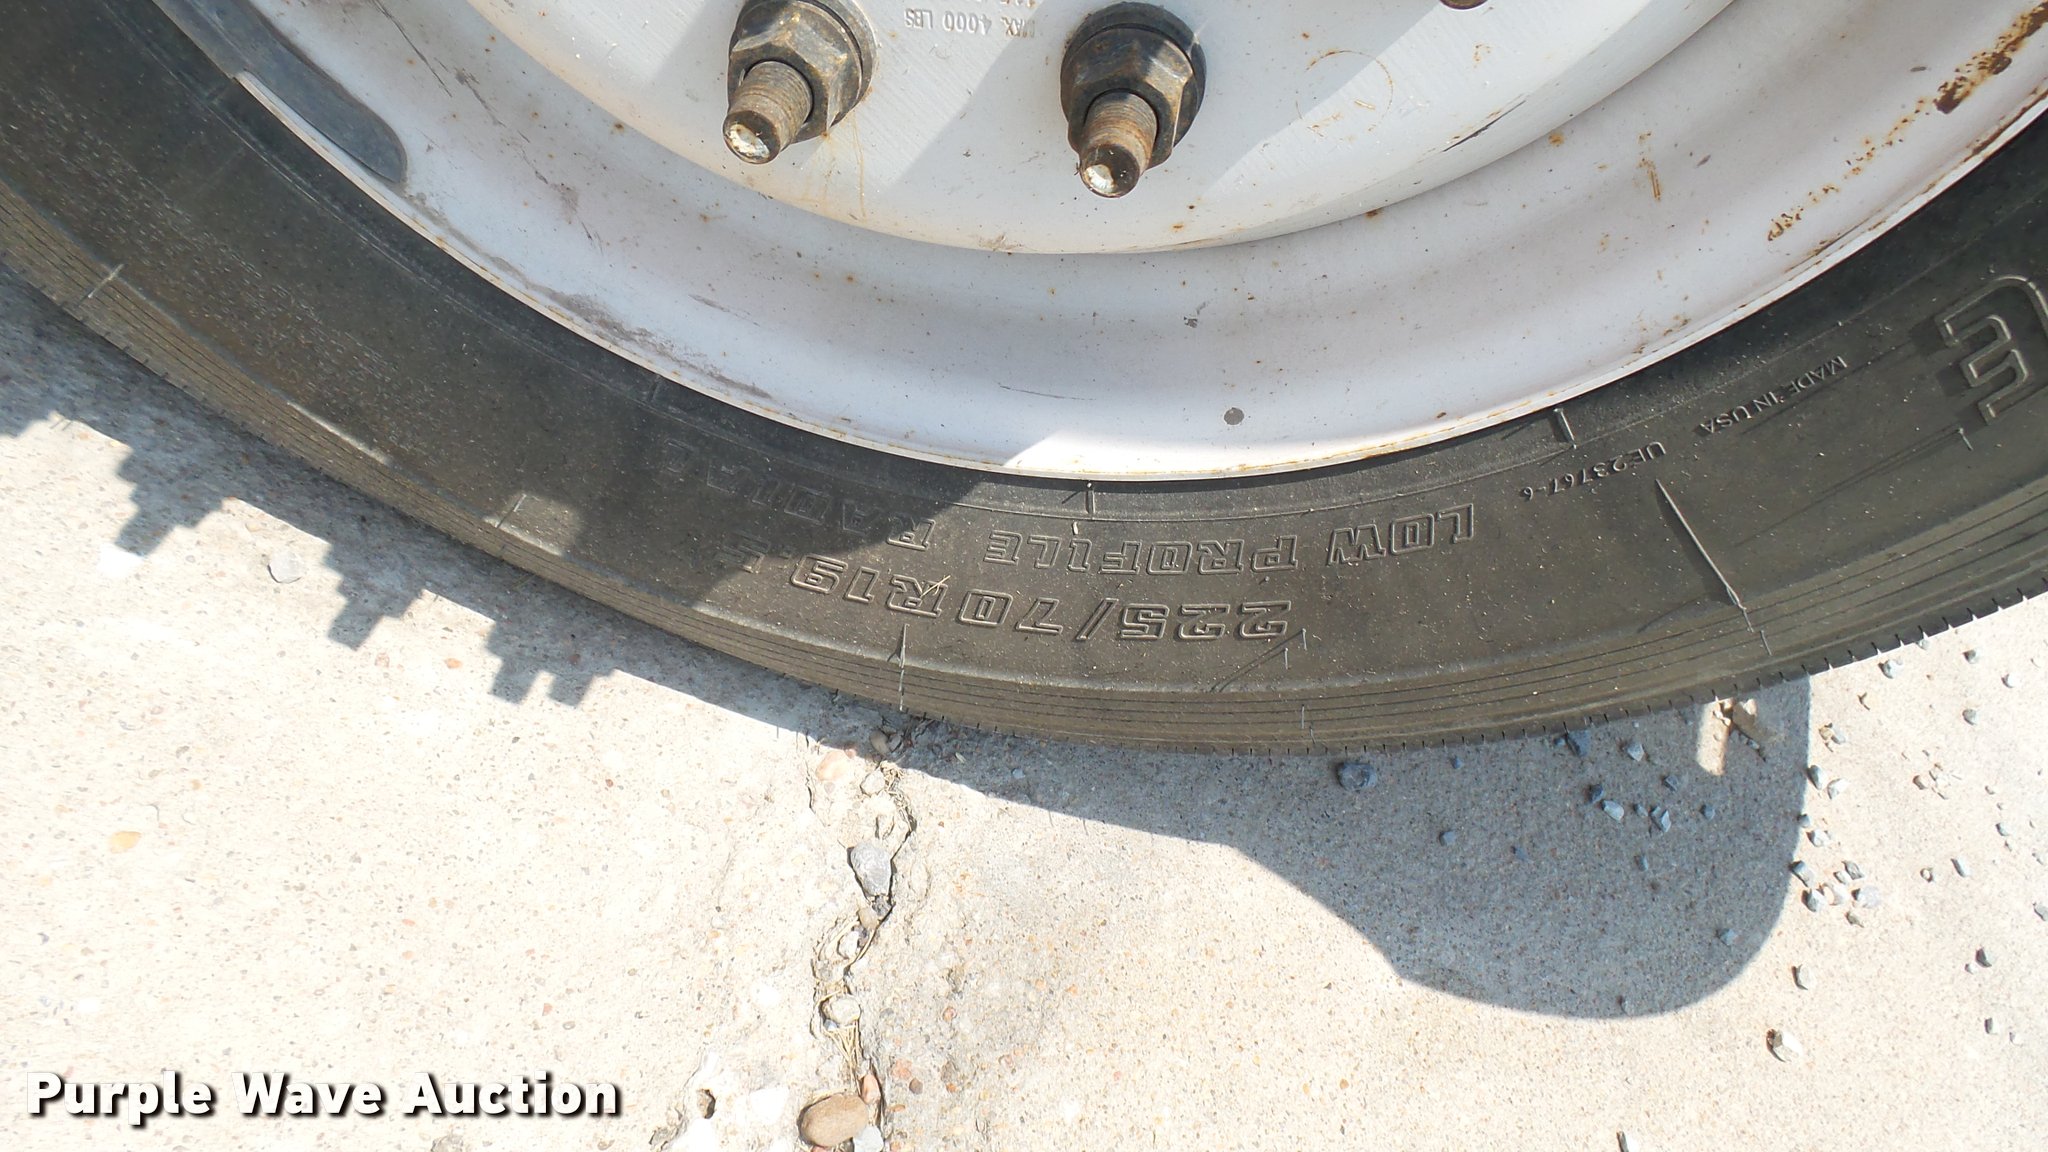 MAX. 4000 LBS
MADE IN USA
UE23767-6
LOW PROFILE RADIAL
225/70R19.5
Purple Wave Auction